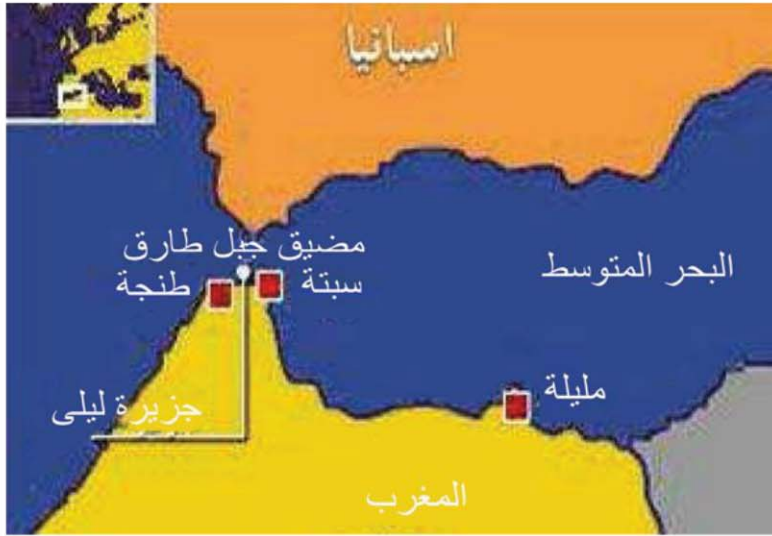 اسبانيا
مضيق جبل طارق
البحر المتوسط
طنجة
سبتة
مليلة
جزيرة ليلى
المغرب